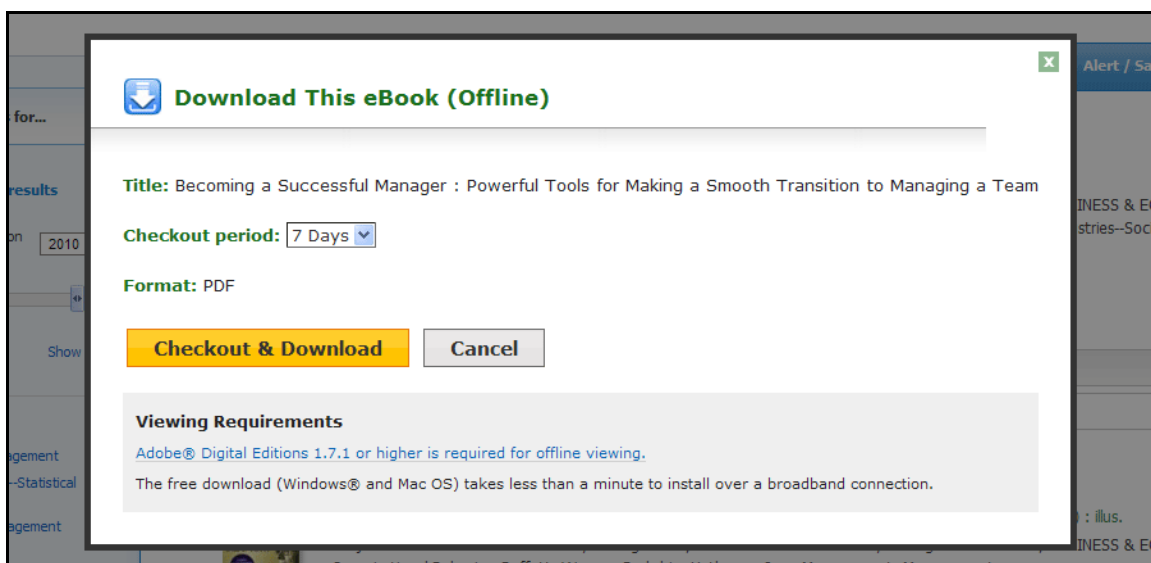 Alert / Sa
Download This eBook (Offline)
for...
Title: Becoming a Successful Manager : Powerful Tools for Making a Smooth Transition to Managing a Team
results
INESS & E
Checkout period: 7 Days
on 2010
stries--Soc
Format: PDF
Checkout & Download Cancel
Show
Viewing Requirements
Adobe® Digital Editions 1.7.1 or higher is required for offline viewing.
agement
The free download (Windows® and Mac OS) takes less than a minute to install over a broadband connection.
--Statistical
) : illus.
agement
INESS & E